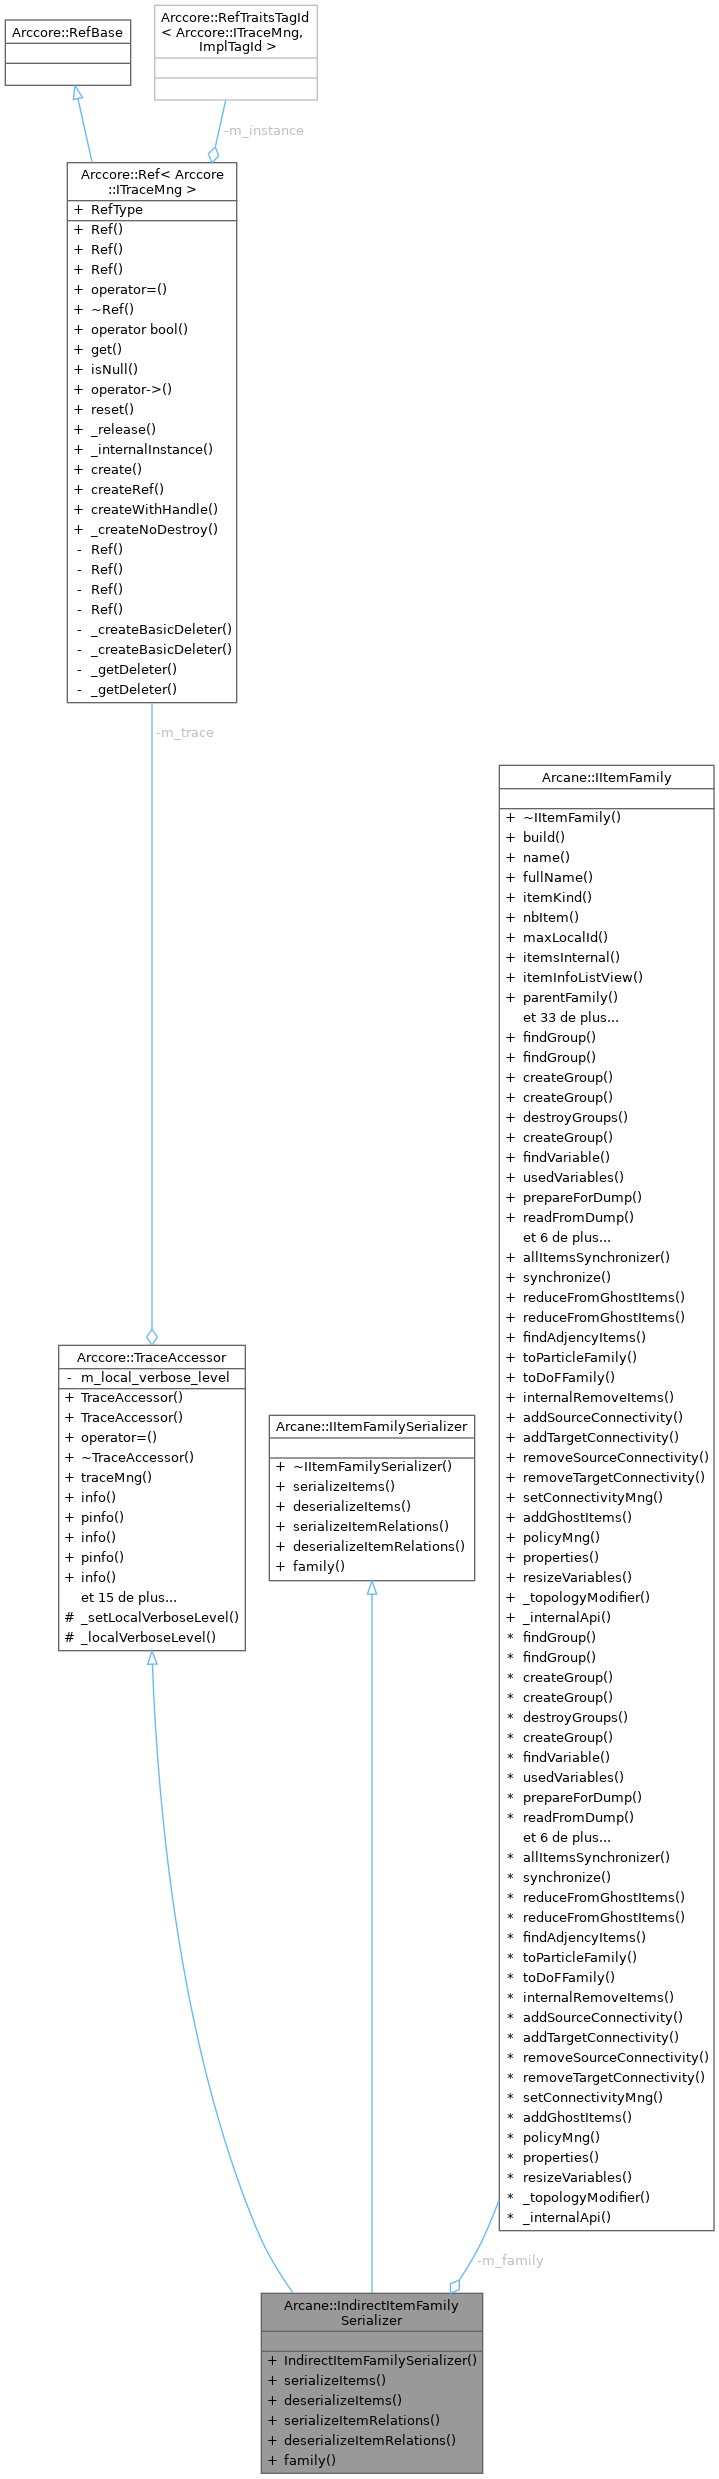 Arccore::RefBase
Arccore::RefTraitsTagId
< Arccore::ITraceMng,
ImplTagId >
-m_instance
Arccore::Ref< Arccore
::ITraceMng >
+ RefType
+ Ref()
+ Ref()
+ Ref()
+ operator=()
+ ~Ref()
+ operator bool()
+ get()
+ isNull()
+ operator->()
+ reset()
+ _release()
+ _internalInstance()
+ create()
+ createRef()
+ createWithHandle()
+ _createNoDestroy()
- Ref()
- Ref()
- Ref()
- Ref()
- _createBasicDeleter()
- _createBasicDeleter()
- _getDeleter()
- _getDeleter()
-m_trace
Arcane::IItemFamily
+ ~IItemFamily()
+ build()
+ name()
+ fullName()
+ itemKind()
+ nbItem()
+ maxLocalId()
+ itemsInternal()
+ itemInfoListView()
+ parentFamily()
et 33 de plus...
+ findGroup()
+ findGroup()
+ createGroup()
+ createGroup()
+ destroyGroups()
+ createGroup()
+ findVariable()
+ usedVariables()
+ prepareForDump()
+ readFromDump()
et 6 de plus...
+ allItemsSynchronizer()
+ synchronize()
+ reduceFromGhostItems()
+ reduceFromGhostItems()
+ findAdjencyItems()
+ toParticleFamily()
+ toDoFFamily()
+ internalRemoveItems()
+ addSourceConnectivity()
+ addTargetConnectivity()
+ removeSourceConnectivity()
+ removeTargetConnectivity()
+ setConnectivityMng()
+ addGhostItems()
+ policyMng()
+ properties()
+ resizeVariables()
+ _topologyModifier()
+ _internalApi()
* findGroup()
* findGroup()
* createGroup()
* createGroup()
* destroyGroups()
* createGroup()
* findVariable()
* usedVariables()
* prepareForDump()
* readFromDump()
et 6 de plus...
* allItemsSynchronizer()
* synchronize()
* reduceFromGhostItems()
* reduceFromGhostItems()
* findAdjencyItems()
* toParticleFamily()
* toDoFFamily()
* internalRemoveItems()
* addSourceConnectivity()
* addTargetConnectivity()
* removeSourceConnectivity()
* removeTargetConnectivity()
* setConnectivityMng()
* addGhostItems()
* policyMng()
* properties()
* resizeVariables()
* _topologyModifier()
* _internalApi()
Arccore::TraceAccessor
- m_local_verbose_level
+ TraceAccessor()
+ TraceAccessor()
+ operator=()
+ ~TraceAccessor()
+ traceMng()
+ info()
+ pinfo()
+ info()
+ pinfo()
+ info()
et 15 de plus...
# _setLocalVerboseLevel()
# _localVerboseLevel()
Arcane::IItemFamilySerializer
+ ~IItemFamilySerializer()
+ serializeItems()
+ deserializeItems()
+ serializeItemRelations()
+ deserializeItemRelations()
+ family()
-m_family
Arcane::IndirectItemFamily
Serializer
+ IndirectItemFamilySerializer()
+ serializeItems()
+ deserializeItems()
+ serializeItemRelations()
+ deserializeItemRelations()
+ family()